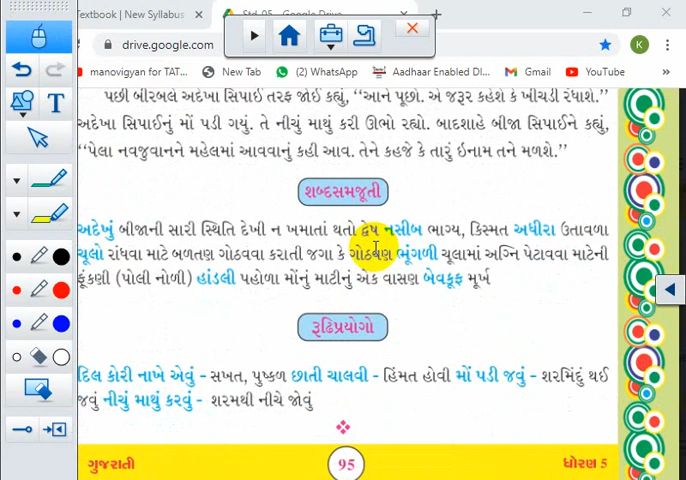 Textbook | New Syllabus
Std. 05 - Google Drive
drive.google.com
K
manovigyan for TAT...
New Tab
(2) WhatsApp
Aadhaar Enabled DI...
Gmail
YouTube
પછી બીરબલે અદેખા સિપાઈ તરફ જોઈ કહ્યું, “આને પૂછો. એ જરૂર કહેશે કે ખીચડી રંધાશે.”
અદેખા સિપાઈનું મોં પડી ગયું. તે નીચું માથું કરી ઊભો રહ્યો. બાદશાહે બીજા સિપાઈને કહ્યું,
“પેલા નવજુવાનને મહેલમાં આવવાનું કહી આવ. તેને કહજે કે તારું ઇનામ તને મળશે.”
શબ્દસમજૂતી
અદેખું બીજાની સારી સ્થિતિ દેખી ન ખમાતાં થતો દ્વેષ નસીબ ભાગ્ય, કિસ્મત અધીરા ઉતાવળા
ચૂલો રાંધવા માટે બળતણ ગોઠવવા કરાતી જગા કે ગોઠવણ ભૂંગળી ચૂલામાં અગ્નિ પેટાવવા માટેની
ફૂંકણી (પોલી નોળી) હાંડલી પહોળા મોંનું માટીનું એક વાસણ બેવકૂફ મૂર્ખ
રૂઢિપ્રયોગો
દિલ કોરી નાખે એવું - સખત, પુષ્કળ છાતી ચાલવી - હિંમત હોવી મોં પડી જવું - શરમિંદું થઈ
જવું નીચું માથું કરવું - શરમથી નીચે જોવું
ગુજરાતી
95
ધોરણ 5